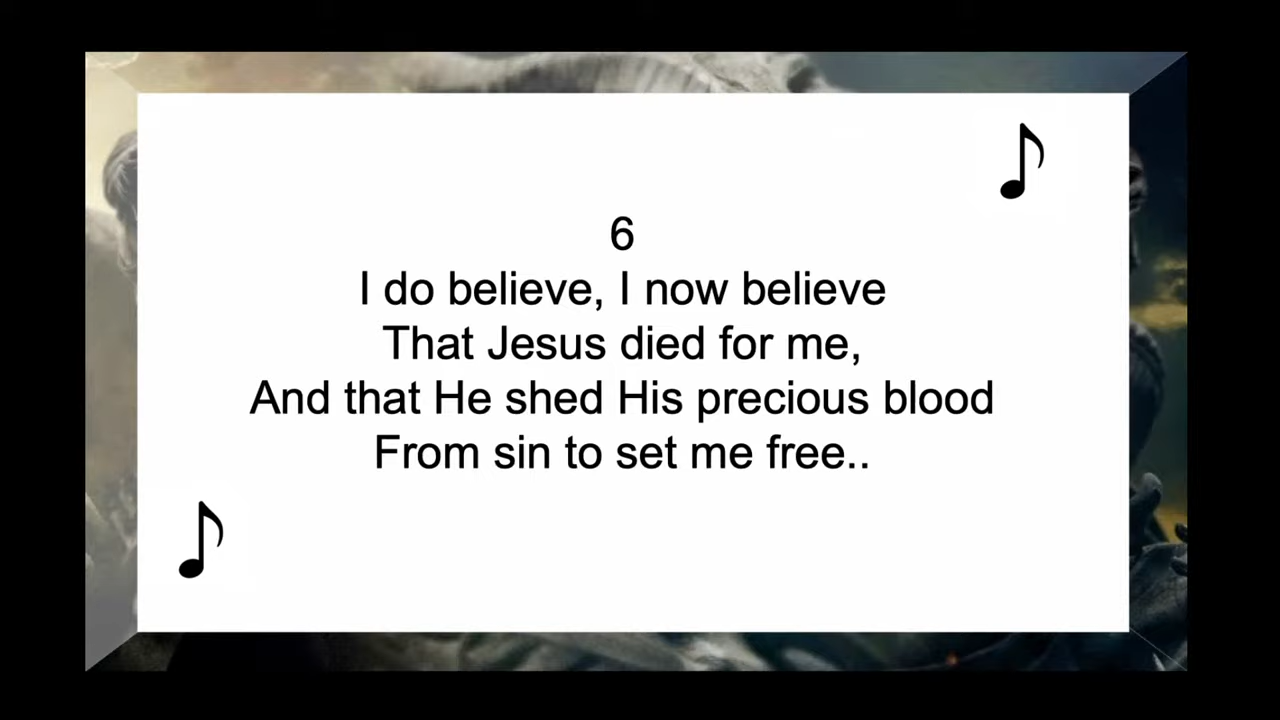 6
I do believe, I now believe
That Jesus died for me,
And that He shed His precious blood
From sin to set me free..